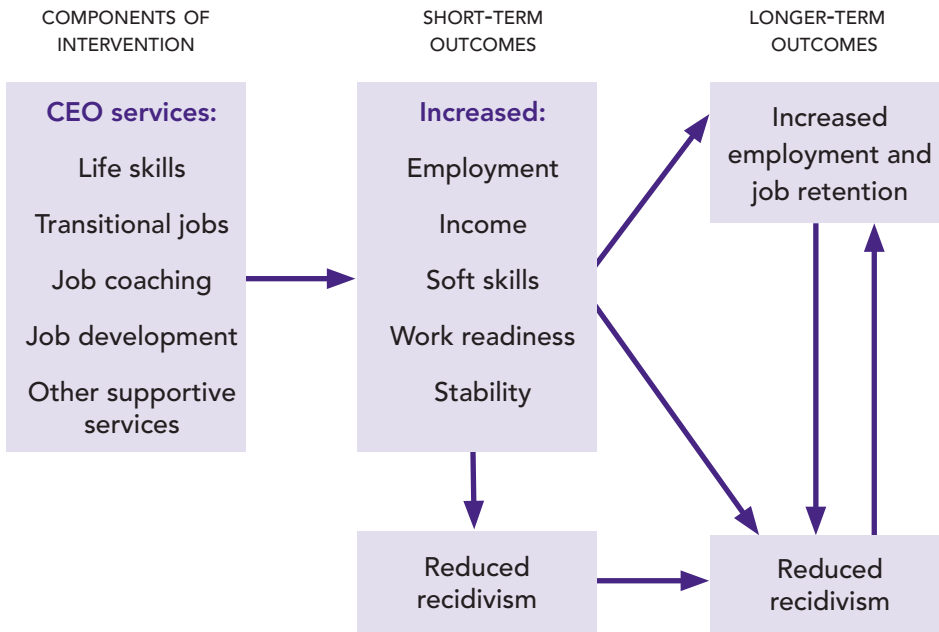 COMPONENTS OF
INTERVENTION
SHORT-TERM
OUTCOMES
LONGER-TERM
OUTCOMES
CEO services:
Life skills
Transitional jobs
Job coaching
Job development
Other supportive
services
Increased:
Employment
Income
Soft skills
Work readiness
Stability
Increased
employment and
job retention
Reduced
recidivism
Reduced
recidivism